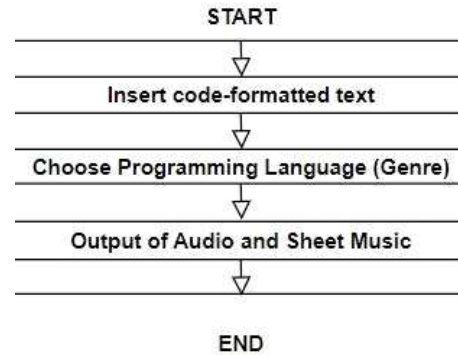 START
Insert code-formatted text
Choose Programming Language (Genre)
Output of Audio and Sheet Music
END